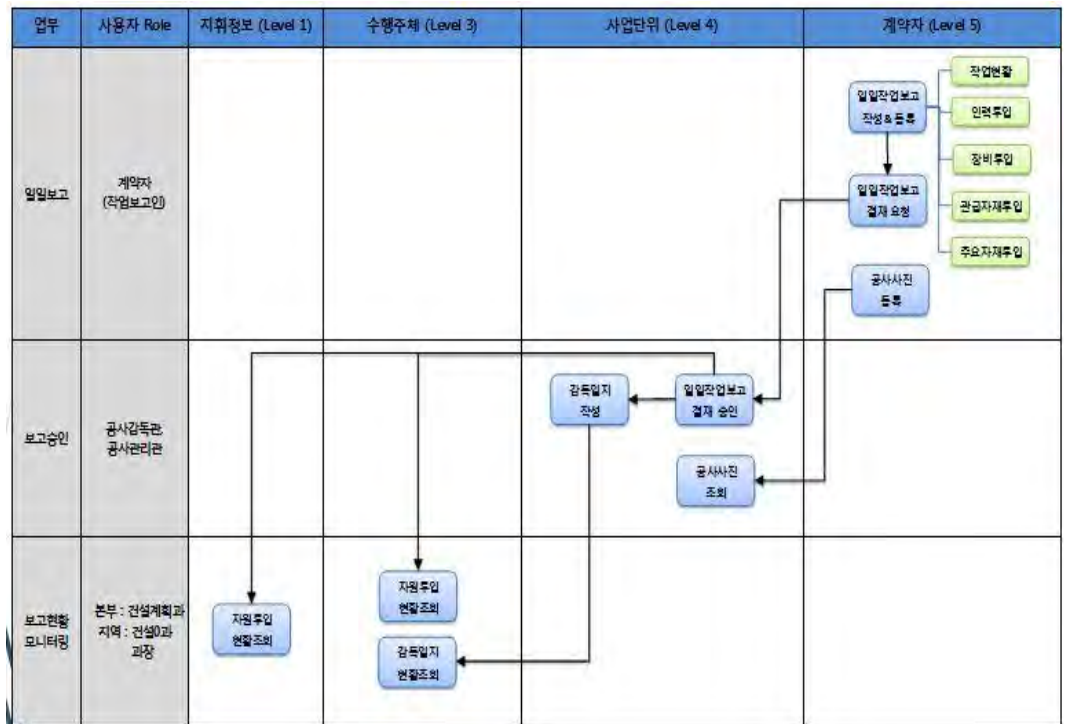 업무 사용자 Role 지휘정보 (Level 1) 수행주체 (Level 3) 사업단위 (Level 4) 계약자 (Level 5)
일일보고
계약자
(작업보고인)
일일작업보고
작성 & 등록
작업현황
인력투입
장비투입
관급자재투입
주요자재투입
일일작업보고
결재 요청
공사사진
등록
보고승인
공사감독관,
공사관리관
감독일지
작성
일일작업보고
결재 승인
공사사진
조회
보고현황
모니터링
본부 : 건설계획과
지역 : 건설0과
과장
자원투입
현황조회
자원투입
현황조회
감독일지
현황조회